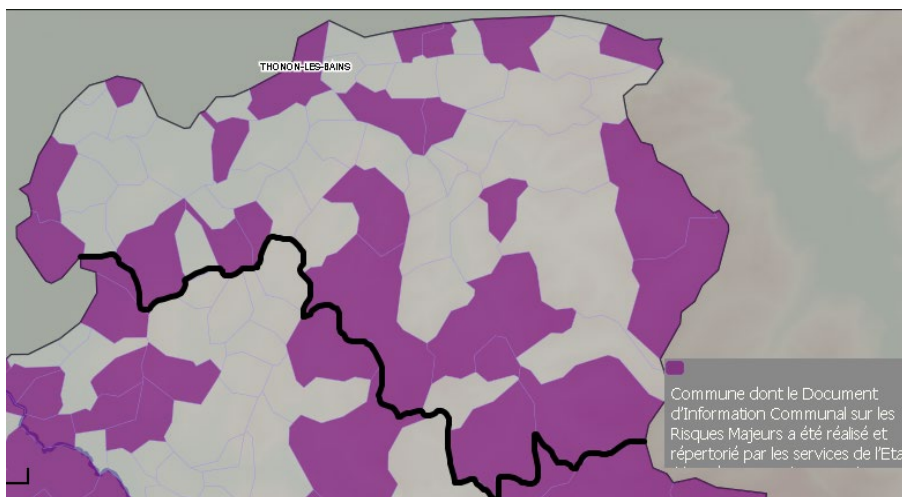 THONON-LES-BAINS
Commune dont le Document
d'Information Communal sur les
Risques Majeurs a été réalisé et
répertorié par les services de l'Eta